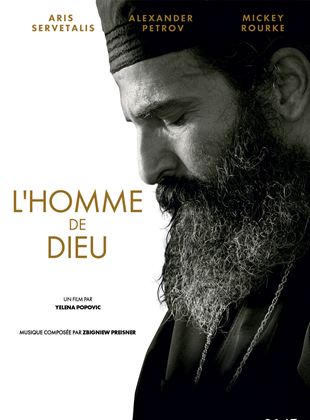 ARIS ALEXANDER MICKEY
SERVETALIS PETROV ROURKE
L'HOMME
DE
DIEU
UN FILM PAR
YELENA POPOVIC
MUSIQUE COMPOSÉE PAR ZBIGNIEW PREISNER